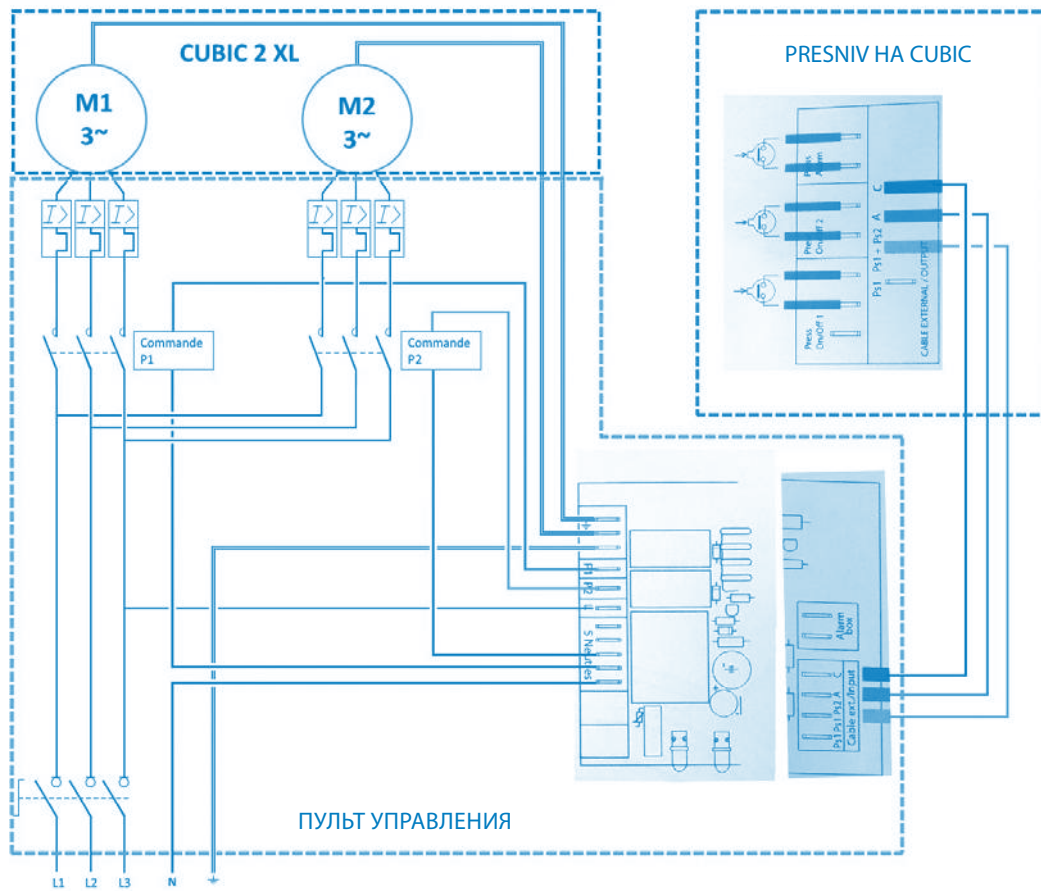 CUBIC 2 XL
PRESNIV НА CUBIC
M1
3~
M2
3~
Press
Alarm
Press
On/Off 2
Press
On/Off 1
C
A
Ps1 + Ps2
Ps1
CABLE EXTERNAL / OUTPUT
I>
I>
I>
I>
I>
I>
Commande
P1
Commande
P2
P1
P2
L
5 Neutres
Alarm
box
C
A
Ps2
Ps1
Ps1
Cable ext./Input
ПУЛЬТ УПРАВЛЕНИЯ
L1
L2
L3
N